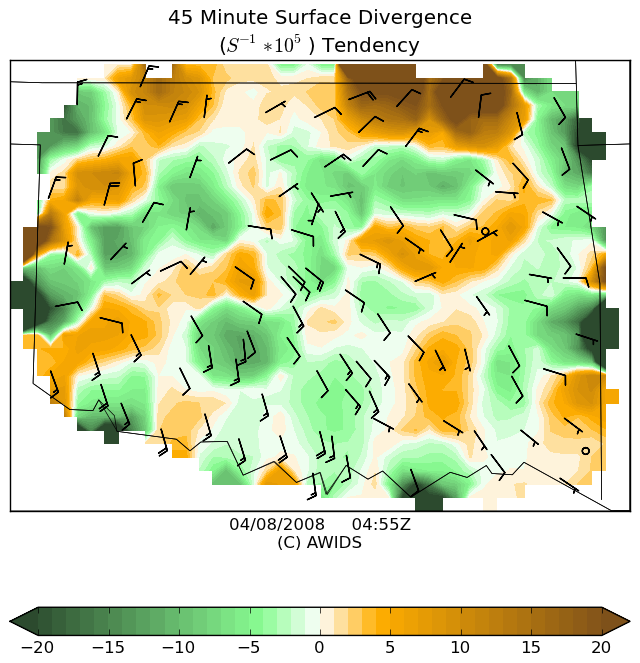 45 Minute Surface Divergence
(S⁻¹ * 10⁵ ) Tendency
04/08/2008 04:55Z
(C) AWIDS
−20 −15 −10 −5 0 5 10 15 20